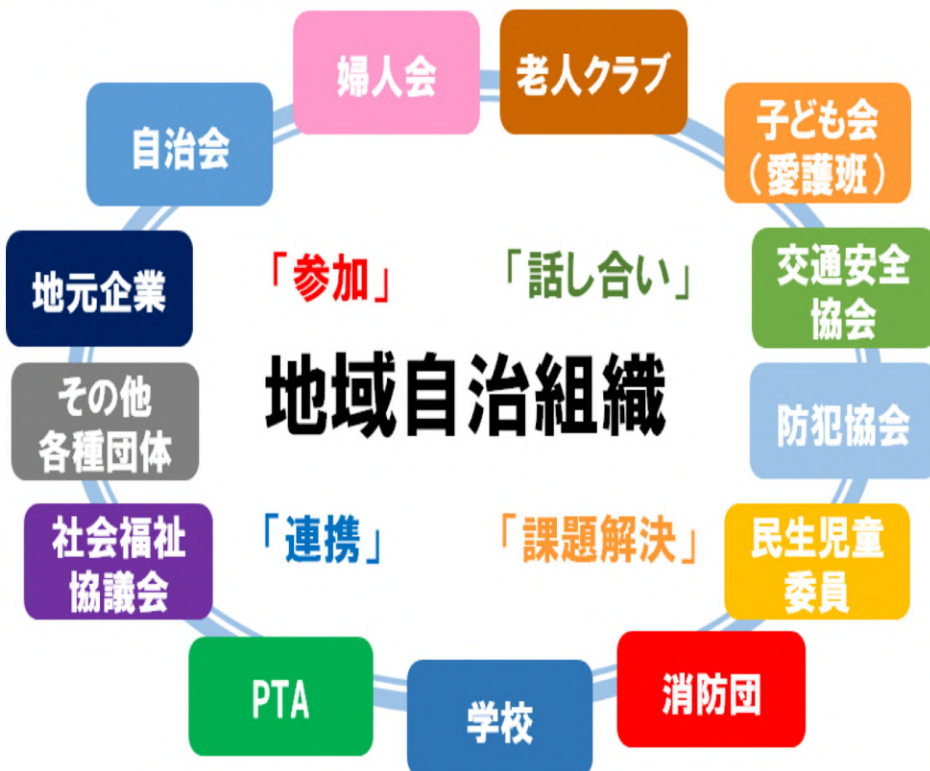 婦人会
老人クラブ
自治会
子ども会
（愛護班）
地元企業
「参加」
「話し合い」
交通安全
協会
地域自治組織
その他
各種団体
防犯協会
社会福祉
協議会
「連携」
「課題解決」
民生児童
委員
PTA
学校
消防団